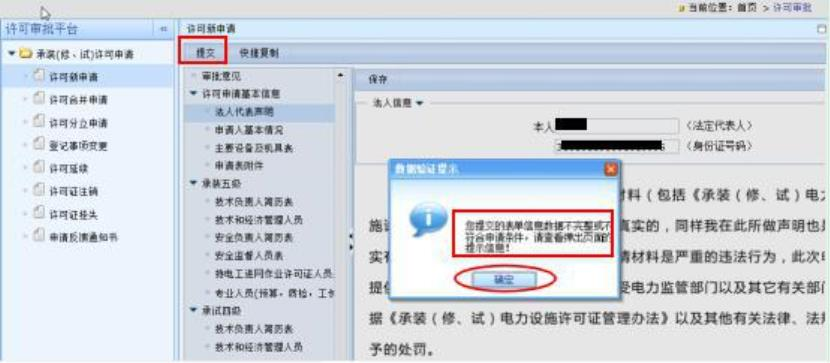 当前位置：首页 > 许可审批
许可审批平台 «
承装(修、试)许可申请
许可新申请
许可合并申请
许可分立申请
登记事项变更
许可延续
许可证注销
许可证挂失
申请反馈通知书
许可新申请
提交 快捷复制
审批意见
许可申请基本信息
法人代表声明
申请人基本情况
主要设备及机具表
申请表附件
承装五级
技术负责人简历表
技术和经济管理人员
安全负责人简历表
安全监督人员表
持电工进网作业许可证人员
专业人员(预算，质检，工
承试四级
技术负责人简历表
技术和经济管理人员
保存
法人信息
本人 （法定代表人）
（身份证号码）
数据验证提示
您提交的表单信息数据不完整或不
符合申请条件，请查看弹出页面的
提示信息！
确定
材料（包括《承装（修、试）电力
施 真实的，同样我在此所做声明也是
实有 请材料是严重的违法行为，此次申
提供 受电力监管部门以及其它有关部门
据《承装（修、试）电力设施许可证管理办法》以及其他有关法律、法规
予的处罚。